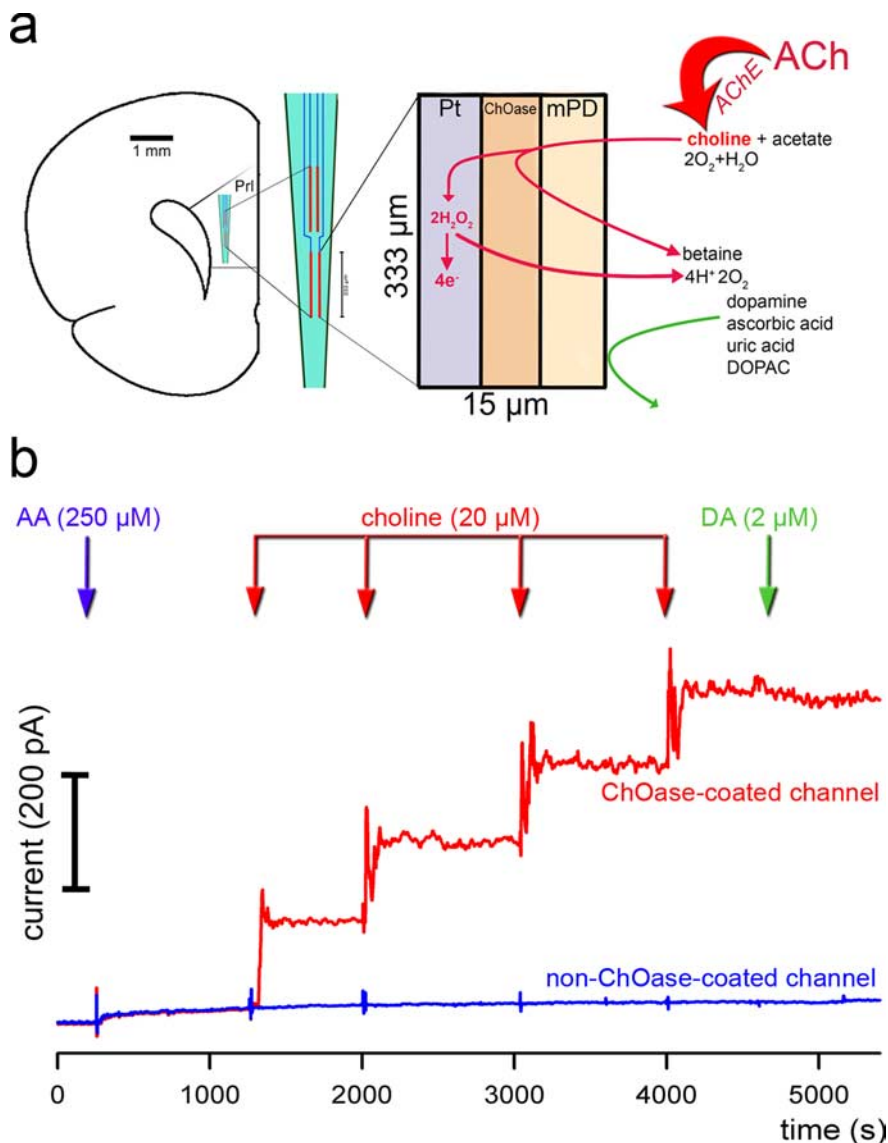 a
ACh
AChE
Pt
ChOase
mPD
choline + acetate
2O₂+H₂O
1 mm
Prl
333 µm
2H₂O₂
4e⁻
betaine
4H⁺ 2O₂
dopamine
ascorbic acid
uric acid
DOPAC
333 µm
15 µm
b
AA (250 µM)
choline (20 µM)
DA (2 µM)
current (200 pA)
ChOase-coated channel
non-ChOase-coated channel
0 1000 2000 3000 4000 5000
time (s)